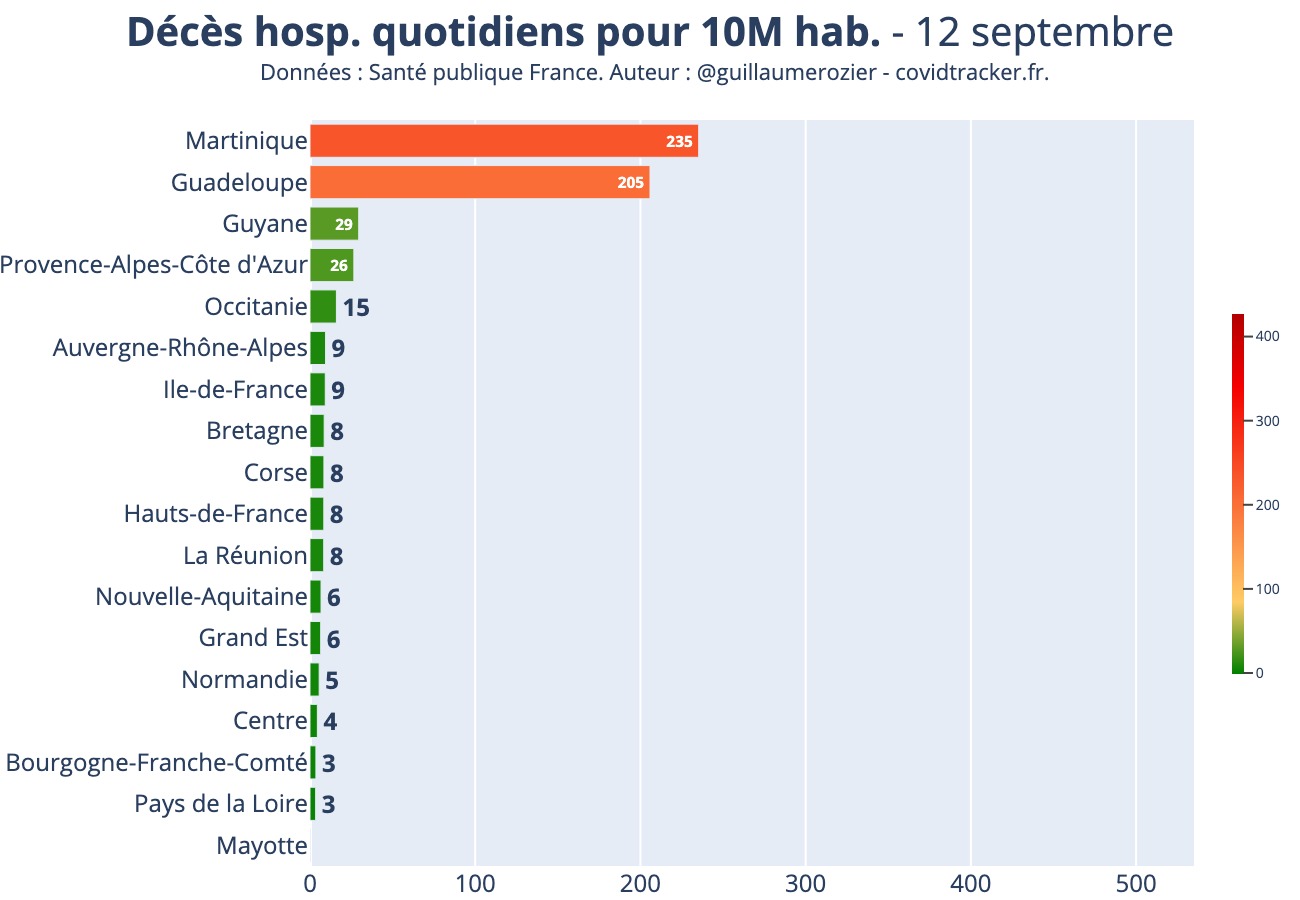 Décès hosp. quotidiens pour 10M hab. - 12 septembre
Données : Santé publique France. Auteur : @guillaumerozier - covidtracker.fr.
Martinique 235
Guadeloupe 205
Guyane 29
Provence-Alpes-Côte d'Azur 26
Occitanie 15
Auvergne-Rhône-Alpes 9
Ile-de-France 9
Bretagne 8
Corse 8
Hauts-de-France 8
La Réunion 8
Nouvelle-Aquitaine 6
Grand Est 6
Normandie 5
Centre 4
Bourgogne-Franche-Comté 3
Pays de la Loire 3
Mayotte
0 100 200 300 400 500
400
300
200
100
0